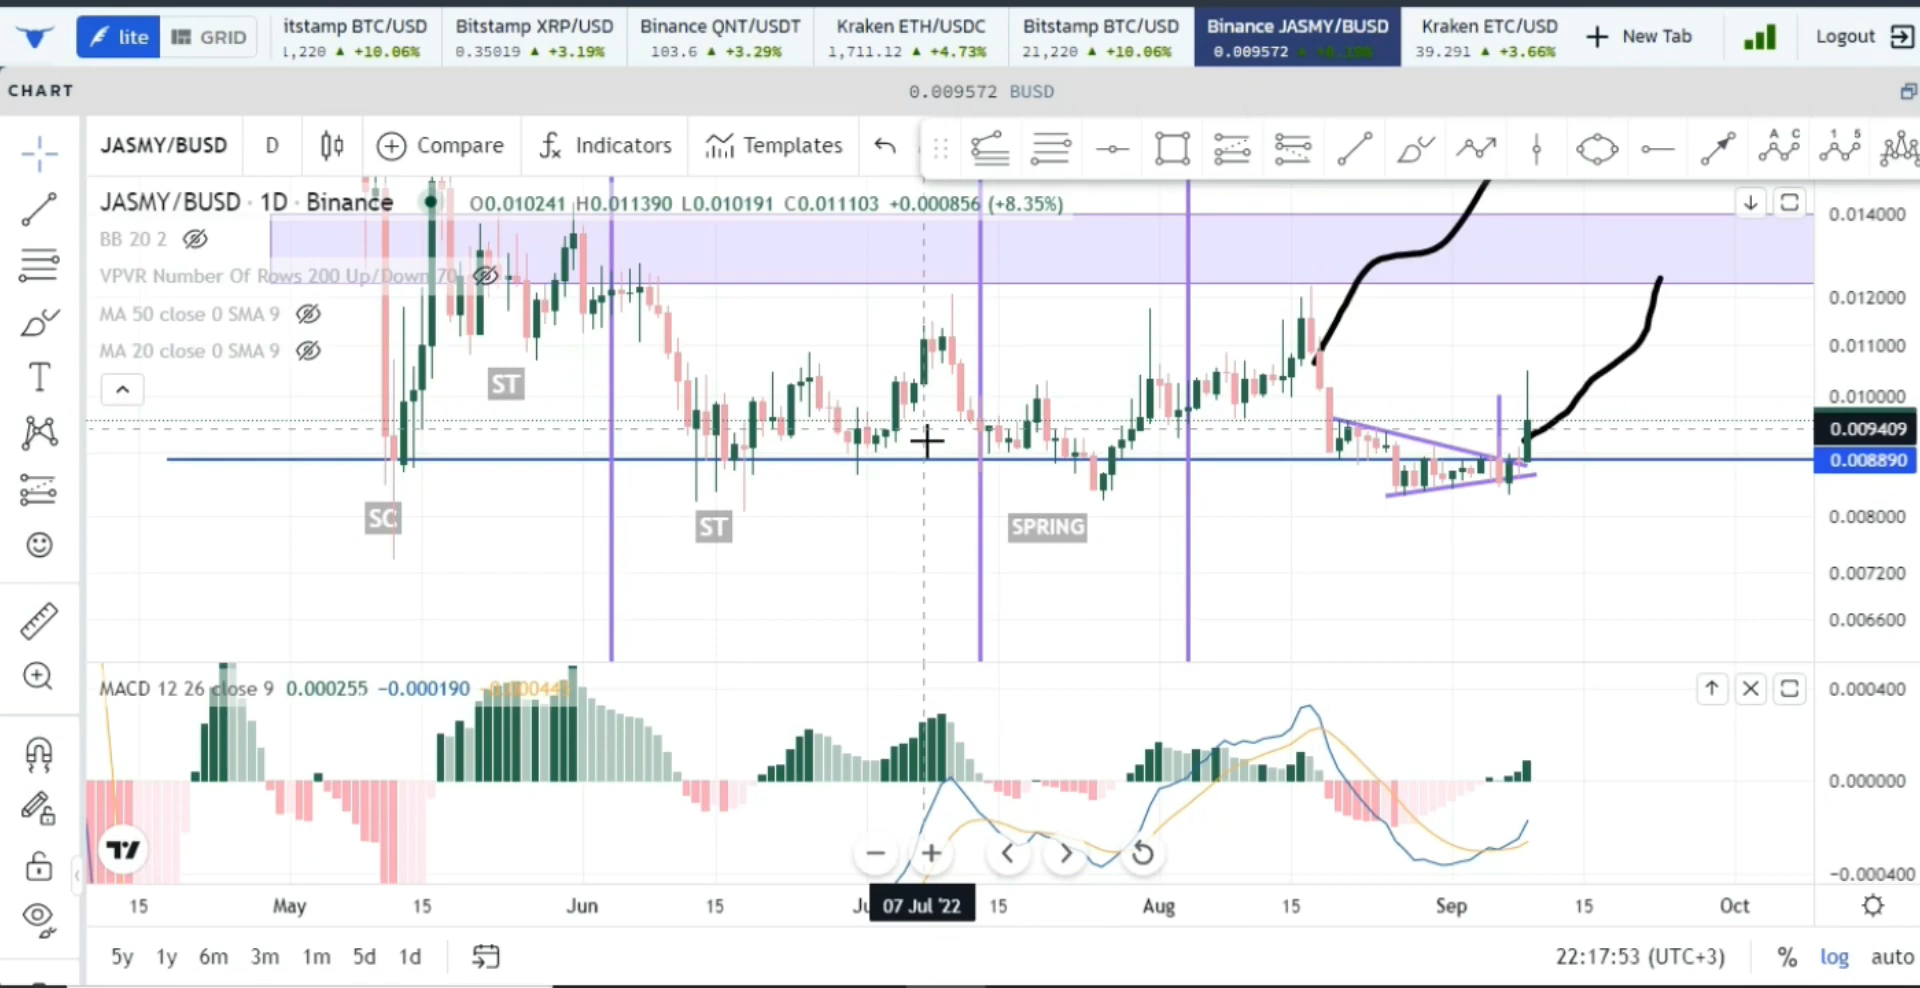 lite
GRID
itstamp BTC/USD
1,220 ▲ +10.06%
Bitstamp XRP/USD
0.35019 ▲ +3.19%
Binance QNT/USDT
103.6 ▲ +3.29%
Kraken ETH/USDC
1,711.12 ▲ +4.73%
Bitstamp BTC/USD
21,220 ▲ +10.06%
Binance JASMY/BUSD
0.009572
Kraken ETC/USD
39.291 ▲ +3.66%
New Tab
Logout
CHART
0.009572 BUSD
JASMY/BUSD
D
Compare
Indicators
Templates
A C
1 5
JASMY/BUSD · 1D · Binance
O0.010241 H0.011390 L0.010191 C0.011103 +0.000856 (+8.35%)
BB 20 2
VPVR Number Of Rows 200 Up/Down 70
MA 50 close 0 SMA 9
MA 20 close 0 SMA 9
ST
SC
ST
SPRING
0.014000
0.012000
0.011000
0.010000
0.009409
0.008890
0.008000
0.007200
0.006600
MACD 12 26 close 9 0.000255 −0.000190
0.000400
0.000000
−0.000400
15
May
15
Jun
15
07 Jul '22
15
Aug
15
Sep
15
Oct
5y 1y 6m 3m 1m 5d 1d
22:17:53 (UTC+3)
% log auto